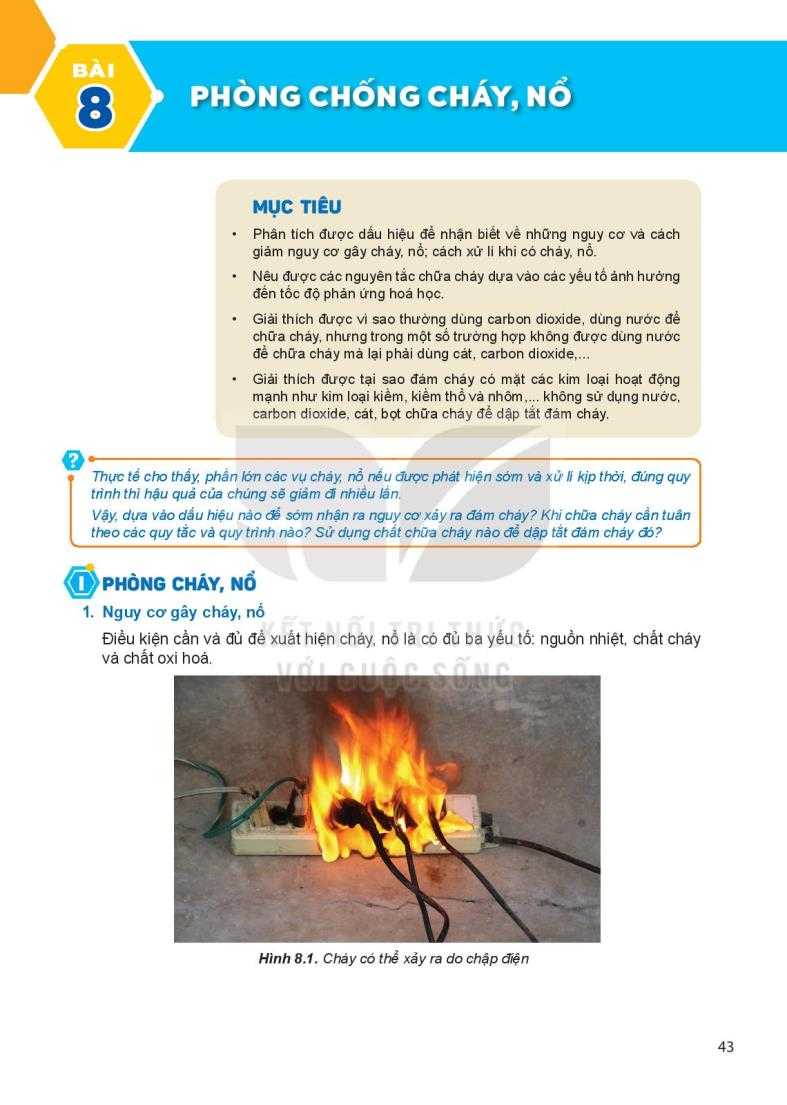 BÀI
8
PHÒNG CHỐNG CHÁY, NỔ
MỤC TIÊU
• Phân tích được dấu hiệu để nhận biết về những nguy cơ và cách
giảm nguy cơ gây cháy, nổ; cách xử lí khi có cháy, nổ.
• Nêu được các nguyên tắc chữa cháy dựa vào các yếu tố ảnh hưởng
đến tốc độ phản ứng hoá học.
• Giải thích được vì sao thường dùng carbon dioxide, dùng nước để
chữa cháy, nhưng trong một số trường hợp không được dùng nước
để chữa cháy mà lại phải dùng cát, carbon dioxide,...
• Giải thích được tại sao đám cháy có mặt các kim loại hoạt động
mạnh như kim loại kiềm, kiềm thổ và nhôm,... không sử dụng nước,
carbon dioxide, cát, bọt chữa cháy để dập tắt đám cháy.
?
Thực tế cho thấy, phần lớn các vụ cháy, nổ nếu được phát hiện sớm và xử lí kịp thời, đúng quy
trình thì hậu quả của chúng sẽ giảm đi nhiều lần.
Vậy, dựa vào dấu hiệu nào để sớm nhận ra nguy cơ xảy ra đám cháy? Khi chữa cháy cần tuân
theo các quy tắc và quy trình nào? Sử dụng chất chữa cháy nào để dập tắt đám cháy đó?
I PHÒNG CHÁY, NỔ
1. Nguy cơ gây cháy, nổ
Điều kiện cần và đủ để xuất hiện cháy, nổ là có đủ ba yếu tố: nguồn nhiệt, chất cháy
và chất oxi hoá.
KẾT NỐI TRI THỨC
VỚI CUỘC SỐNG
Hình 8.1. Cháy có thể xảy ra do chập điện
43